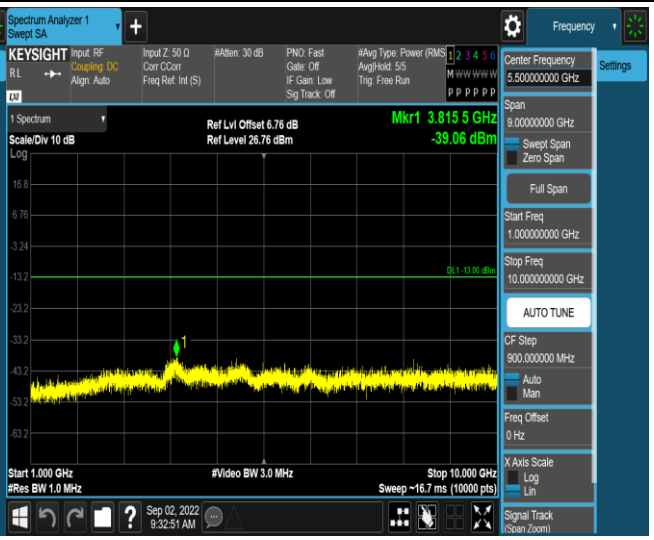 Spectrum Analyzer 1
Swept SA
+
Frequency
KEYSIGHT
RL
LXI
Input: RF
Coupling: DC
Align: Auto
Input Z: 50 Ω
Corr CCorr
Freq Ref: Int (S)
#Atten: 30 dB
PNO: Fast
Gate: Off
IF Gain: Low
Sig Track: Off
#Avg Type: Power (RMS
Avg|Hold: 5/5
Trig: Free Run
1 2 3 4 5 6
M W W W W W
P P P P P P
1 Spectrum
Scale/Div 10 dB
Log
Ref Lvl Offset 6.76 dB
Ref Level 26.76 dBm
Mkr1 3.815 5 GHz
-39.06 dBm
16.8
6.76
-3.24
-13.2
-23.2
-33.2
-43.2
-53.2
-63.2
DL1 -13.00 dBm
1
Start 1.000 GHz
#Res BW 1.0 MHz
#Video BW 3.0 MHz
Stop 10.000 GHz
Sweep ~16.7 ms (10000 pts)
?
Sep 02, 2022
9:32:51 AM
Center Frequency
5.500000000 GHz
Span
9.00000000 GHz
Swept Span
Zero Span
Full Span
Start Freq
1.000000000 GHz
Stop Freq
10.000000000 GHz
AUTO TUNE
CF Step
900.000000 MHz
Auto
Man
Freq Offset
0 Hz
X Axis Scale
Log
Lin
Signal Track
(Span Zoom)
Settings